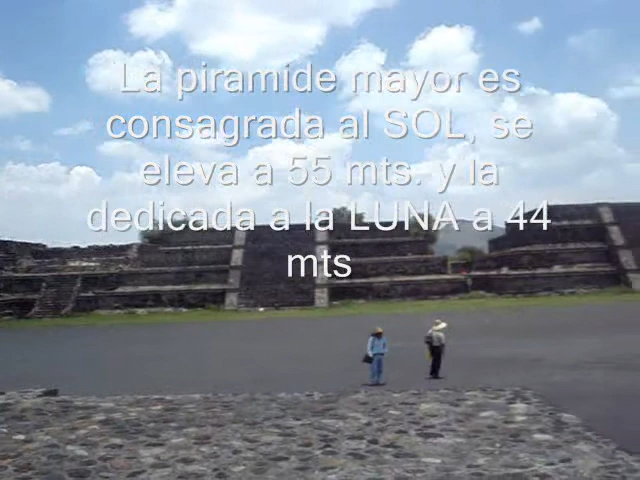 La piramide mayor es
consagrada al SOL, se
eleva a 55 mts. y la
dedicada a la LUNA a 44
mts